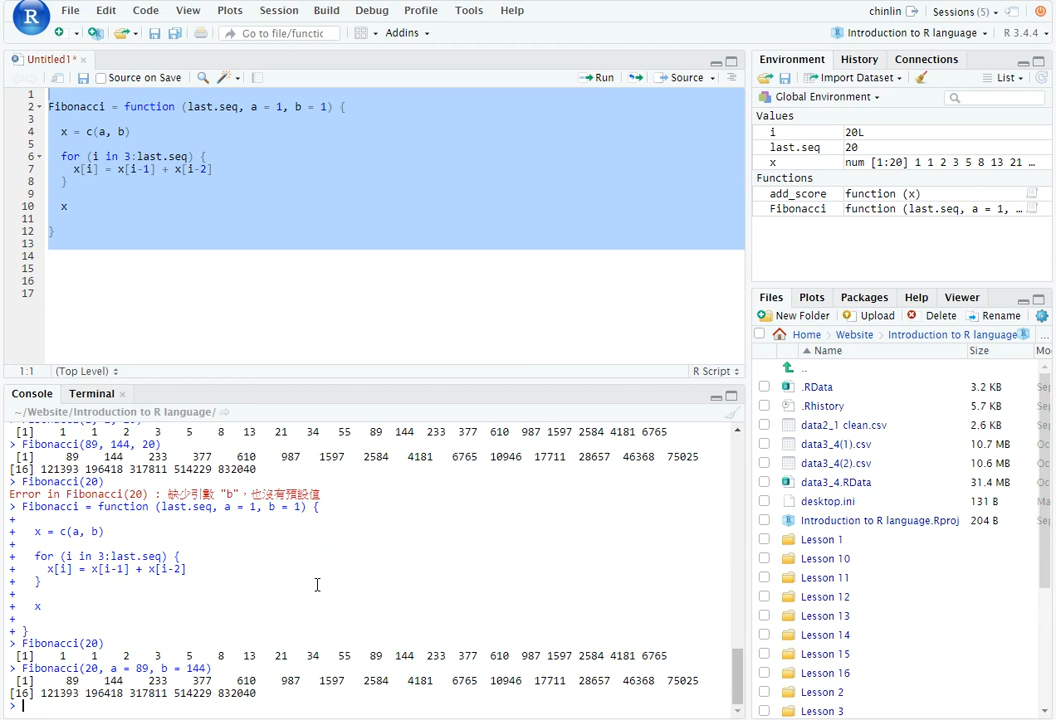 R File Edit Code View Plots Session Build Debug Profile Tools Help chinlin Sessions (5)
Go to file/functic Addins Introduction to R language R 3.4.4
Untitled1*
Source on Save Run Source
1
2 Fibonacci = function (last.seq, a = 1, b = 1) {
3
4 x = c(a, b)
5
6 for (i in 3:last.seq) {
7 x[i] = x[i-1] + x[i-2]
8 }
9
10 x
11
12 }
13
14
15
16
17
1:1 (Top Level) R Script
Console Terminal
~/Website/Introduction to R language/
[1] 1 1 2 3 5 8 13 21 34 55 89 144 233 377 610 987 1597 2584 4181 6765
> Fibonacci(89, 144, 20)
[1] 89 144 233 377 610 987 1597 2584 4181 6765 10946 17711 28657 46368 75025
[16] 121393 196418 317811 514229 832040
> Fibonacci(20)
Error in Fibonacci(20) : 缺少引數 "b"，也沒有預設值
> Fibonacci = function (last.seq, a = 1, b = 1) {
+
+ x = c(a, b)
+
+ for (i in 3:last.seq) {
+ x[i] = x[i-1] + x[i-2]
+ }
+
+ x
+
+ }
> Fibonacci(20)
[1] 1 1 2 3 5 8 13 21 34 55 89 144 233 377 610 987 1597 2584 4181 6765
> Fibonacci(20, a = 89, b = 144)
[1] 89 144 233 377 610 987 1597 2584 4181 6765 10946 17711 28657 46368 75025
[16] 121393 196418 317811 514229 832040
>
Environment History Connections
Import Dataset List
Global Environment
Values
i 20L
last.seq 20
x num [1:20] 1 1 2 3 5 8 13 21 …
Functions
add_score function (x)
Fibonacci function (last.seq, a = 1, …
Files Plots Packages Help Viewer
New Folder Upload Delete Rename
Home Website Introduction to R language ...
Name Size Mo
..
.RData 3.2 KB Sep
.Rhistory 5.7 KB Sep
data2_1 clean.csv 2.6 KB Sep
data3_4(1).csv 10.7 MB Oc
data3_4(2).csv 10.6 MB Oc
data3_4.RData 31.4 MB Oc
desktop.ini 131 B Ma
Introduction to R language.Rproj 204 B Sep
Lesson 1
Lesson 10
Lesson 11
Lesson 12
Lesson 13
Lesson 14
Lesson 15
Lesson 16
Lesson 2
Lesson 3